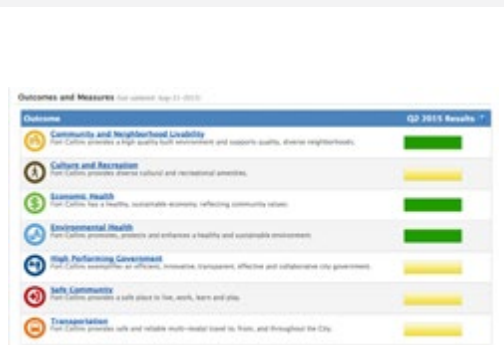 Outcomes and Measures (last updated: Aug-31-2015)
Outcome Q2 2015 Results
Community and Neighborhood Livability
Fort Collins provides a high quality built environment and supports quality, diverse neighborhoods.
Culture and Recreation
Fort Collins provides diverse cultural and recreational amenities.
Economic Health
Fort Collins has a healthy, sustainable economy, reflecting community values.
Environmental Health
Fort Collins promotes, protects and enhances a healthy and sustainable environment.
High Performing Government
Fort Collins exemplifies an efficient, innovative, transparent, effective and collaborative city government.
Safe Community
Fort Collins provides a safe place to live, work, learn and play.
Transportation
Fort Collins provides safe and reliable multi-modal travel to, from, and throughout the City.